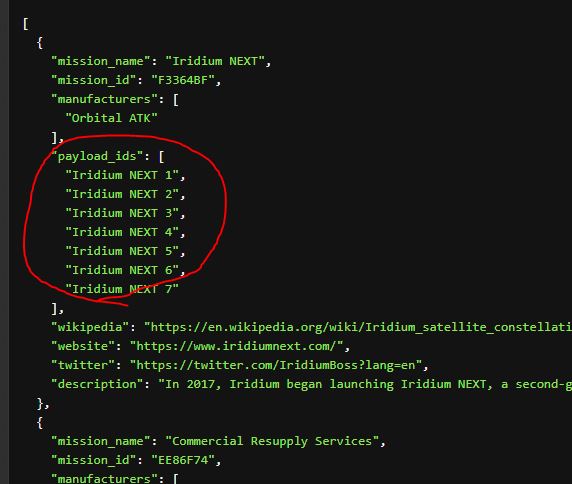 [
{
"mission_name": "Iridium NEXT",
"mission_id": "F3364BF",
"manufacturers": [
"Orbital ATK"
],
"payload_ids": [
"Iridium NEXT 1",
"Iridium NEXT 2",
"Iridium NEXT 3",
"Iridium NEXT 4",
"Iridium NEXT 5",
"Iridium NEXT 6",
"Iridium NEXT 7"
],
"wikipedia": "https://en.wikipedia.org/wiki/Iridium_satellite_constellati
"website": "https://www.iridiumnext.com/",
"twitter": "https://twitter.com/IridiumBoss?lang=en",
"description": "In 2017, Iridium began launching Iridium NEXT, a second-g
},
{
"mission_name": "Commercial Resupply Services",
"mission_id": "EE86F74",
"manufacturers": [